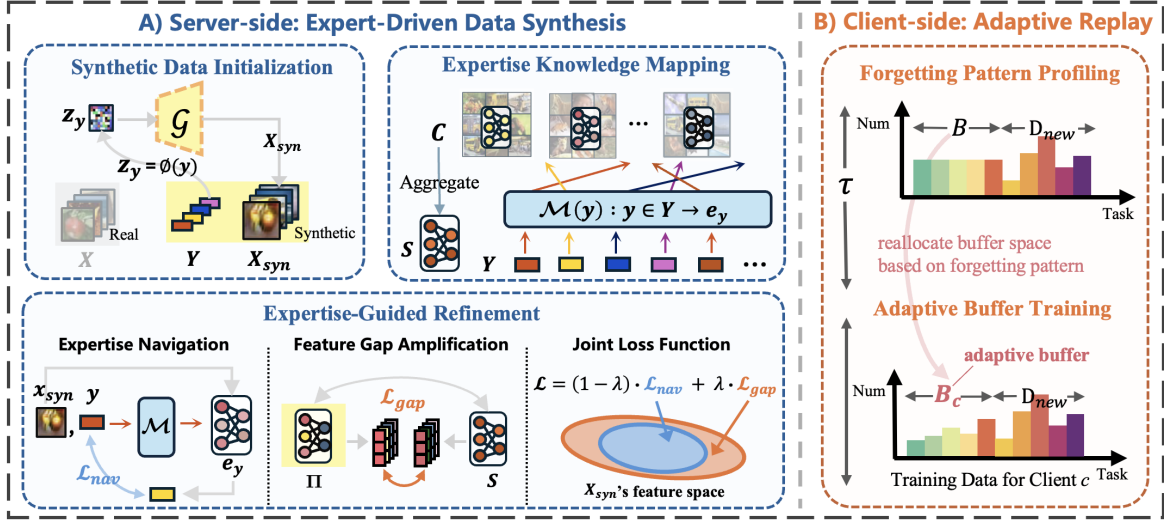 A) Server-side: Expert-Driven Data Synthesis
Synthetic Data Initialization
z_y
G
X_syn
z_y = ∅(y)
Real
Synthetic
X
Y
X_syn
Expertise Knowledge Mapping
C
...
Aggregate
M(y) : y ∈ Y → e_y
S
Y
...
Expertise-Guided Refinement
Expertise Navigation
x_syn
y
,
M
e_y
L_nav
Feature Gap Amplification
L_gap
Π
S
Joint Loss Function
L = (1 − λ) · L_nav + λ · L_gap
X_syn's feature space
B) Client-side: Adaptive Replay
Forgetting Pattern Profiling
Num
B
D_new
τ
Task
reallocate buffer space
based on forgetting pattern
Adaptive Buffer Training
adaptive buffer
Num
B_c
D_new
Task
Training Data for Client c